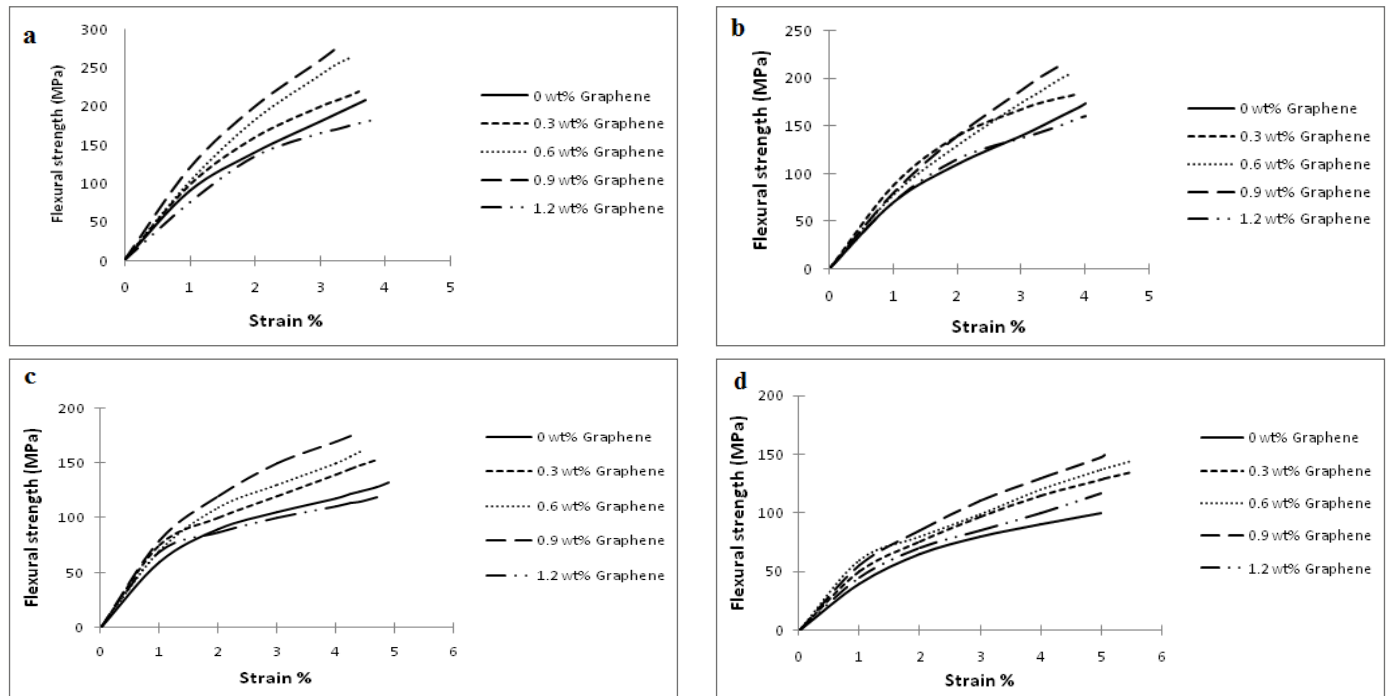 a
Flexural strength (MPa)
300
250
200
150
100
50
0
0 1 2 3 4 5
Strain %
0 wt% Graphene
0.3 wt% Graphene
0.6 wt% Graphene
0.9 wt% Graphene
1.2 wt% Graphene
b
Flexural strength (MPa)
250
200
150
100
50
0
0 1 2 3 4 5
Strain %
0 wt% Graphene
0.3 wt% Graphene
0.6 wt% Graphene
0.9 wt% Graphene
1.2 wt% Graphene
c
Flexural strength (MPa)
200
150
100
50
0
0 1 2 3 4 5 6
Strain %
0 wt% Graphene
0.3 wt% Graphene
0.6 wt% Graphene
0.9 wt% Graphene
1.2 wt% Graphene
d
Flexural strength (MPa)
200
150
100
50
0
0 1 2 3 4 5 6
Strain %
0 wt% Graphene
0.3 wt% Graphene
0.6 wt% Graphene
0.9 wt% Graphene
1.2 wt% Graphene